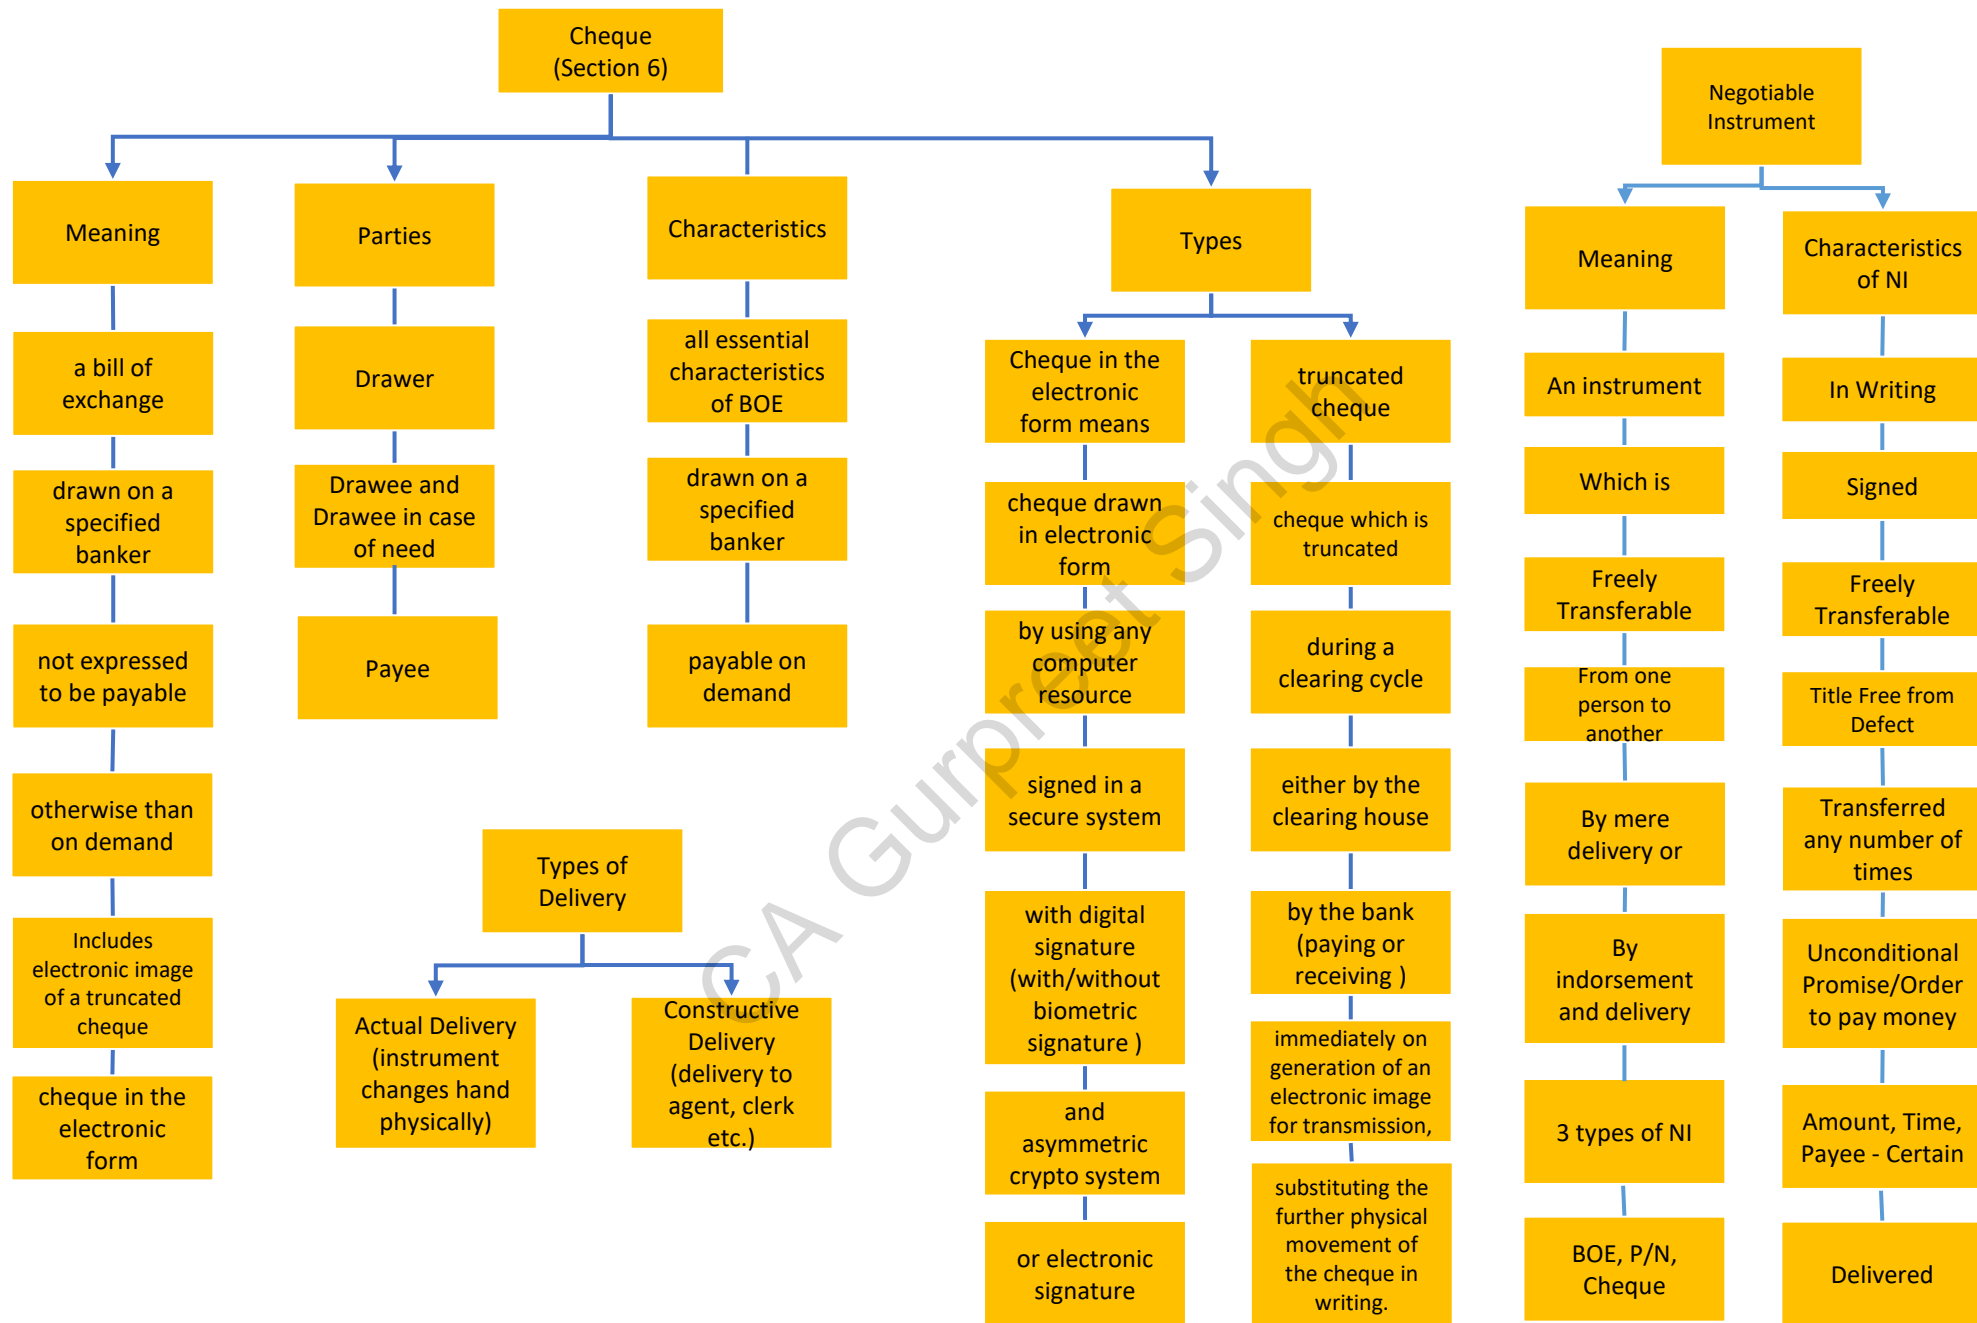 Cheque
(Section 6)
Meaning
a bill of
exchange
drawn on a
specified
banker
not expressed
to be payable
otherwise than
on demand
Includes
electronic image
of a truncated
cheque
cheque in the
electronic
form
Parties
Drawer
Drawee and
Drawee in case
of need
Payee
Characteristics
all essential
characteristics
of BOE
drawn on a
specified
banker
payable on
demand
Types
Cheque in the
electronic
form means
cheque drawn
in electronic
form
by using any
computer
resource
signed in a
secure system
with digital
signature
(with/without
biometric
signature )
and
asymmetric
crypto system
or electronic
signature
truncated
cheque
cheque which is
truncated
during a
clearing cycle
either by the
clearing house
by the bank
(paying or
receiving )
immediately on
generation of an
electronic image
for transmission,
substituting the
further physical
movement of
the cheque in
writing.
Types of
Delivery
Actual Delivery
(instrument
changes hand
physically)
Constructive
Delivery
(delivery to
agent, clerk
etc.)
Negotiable
Instrument
Meaning
An instrument
Which is
Freely
Transferable
From one
person to
another
By mere
delivery or
By
indorsement
and delivery
3 types of NI
BOE, P/N,
Cheque
Characteristics
of NI
In Writing
Signed
Freely
Transferable
Title Free from
Defect
Transferred
any number of
times
Unconditional
Promise/Order
to pay money
Amount, Time,
Payee - Certain
Delivered
CA Gurpreet Singh